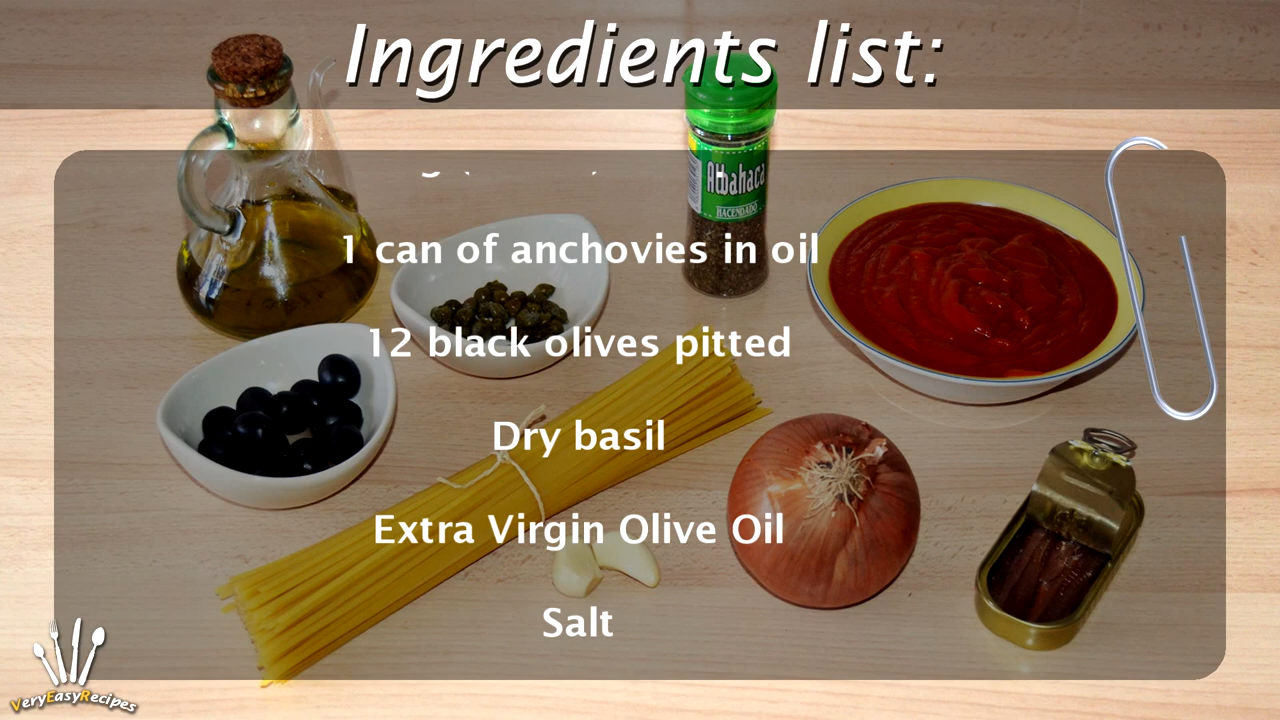 Ingredients list:
Albahaca
HACENDADO
1 can of anchovies in oil
12 black olives pitted
Dry basil
Extra Virgin Olive Oil
Salt
VeryEasyRecipes